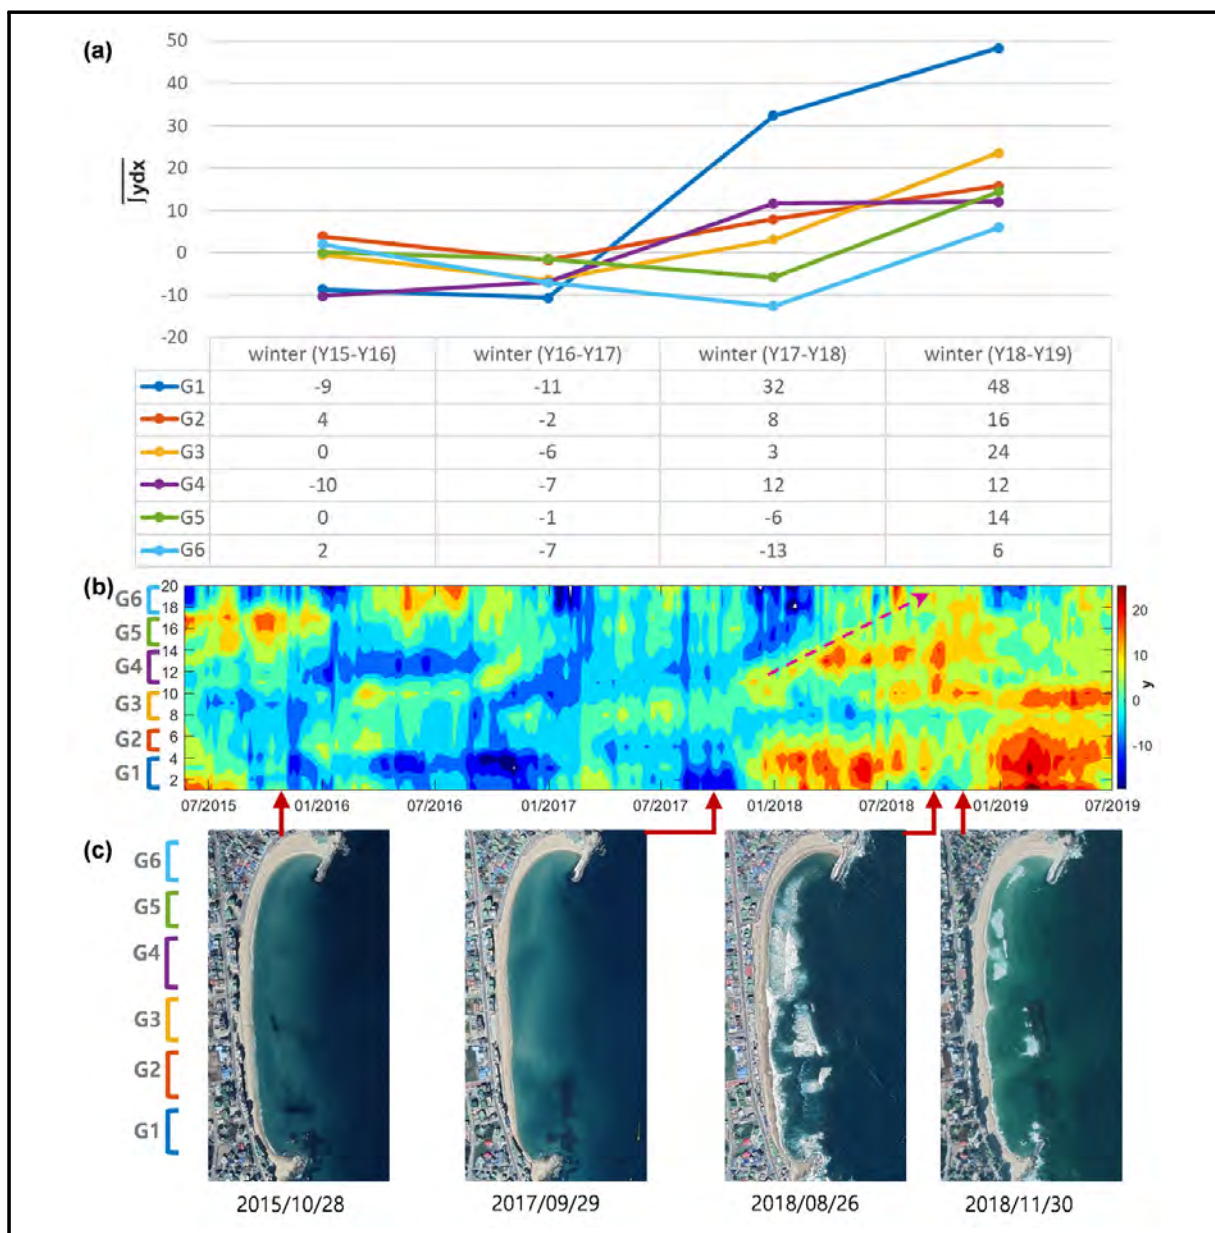 (a)
50
40
30
20
10
0
-10
-20
∫ydx
winter (Y15-Y16) winter (Y16-Y17) winter (Y17-Y18) winter (Y18-Y19)
G1 -9 -11 32 48
G2 4 -2 8 16
G3 0 -6 3 24
G4 -10 -7 12 12
G5 0 -1 -6 14
G6 2 -7 -13 6
(b)
G6
G5
G4
G3
G2
G1
20
18
16
14
12
10
8
6
4
2
20
10
0
-10
y
07/2015 01/2016 07/2016 01/2017 07/2017 01/2018 07/2018 01/2019 07/2019
(c)
G6
G5
G4
G3
G2
G1
2015/10/28 2017/09/29 2018/08/26 2018/11/30